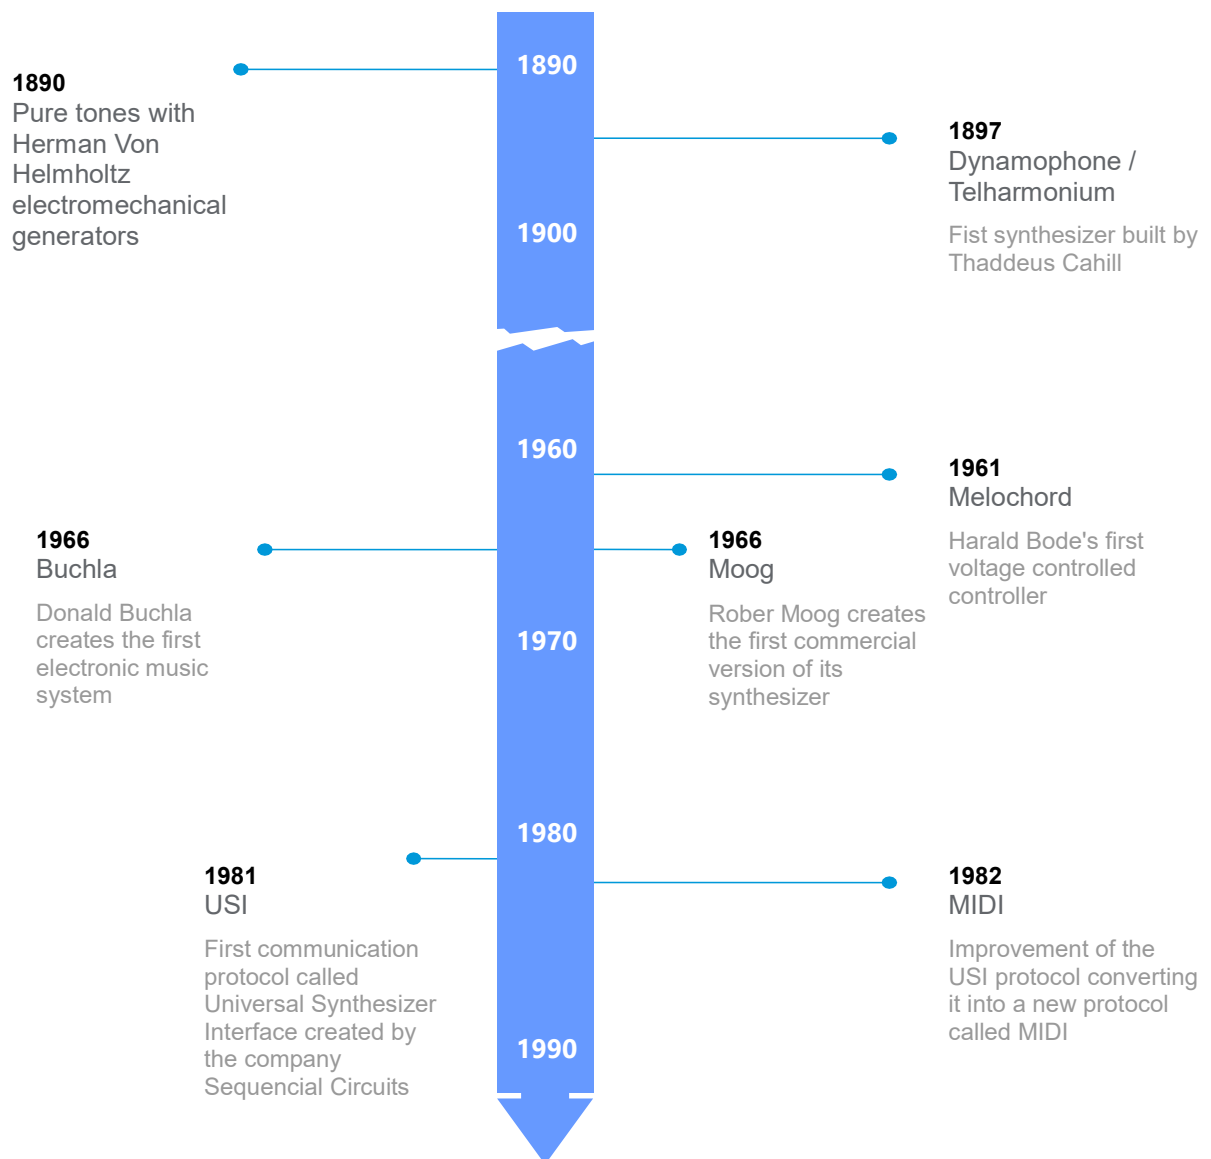 1890
1890
Pure tones with
Herman Von
Helmholtz
electromechanical
generators
1897
Dynamophone /
Telharmonium
Fist synthesizer built by
Thaddeus Cahill
1900
1960
1961
Melochord
Harald Bode's first
voltage controlled
controller
1966
Buchla
Donald Buchla
creates the first
electronic music
system
1966
Moog
Rober Moog creates
the first commercial
version of its
synthesizer
1970
1980
1981
USI
First communication
protocol called
Universal Synthesizer
Interface created by
the company
Sequencial Circuits
1982
MIDI
Improvement of the
USI protocol converting
it into a new protocol
called MIDI
1990